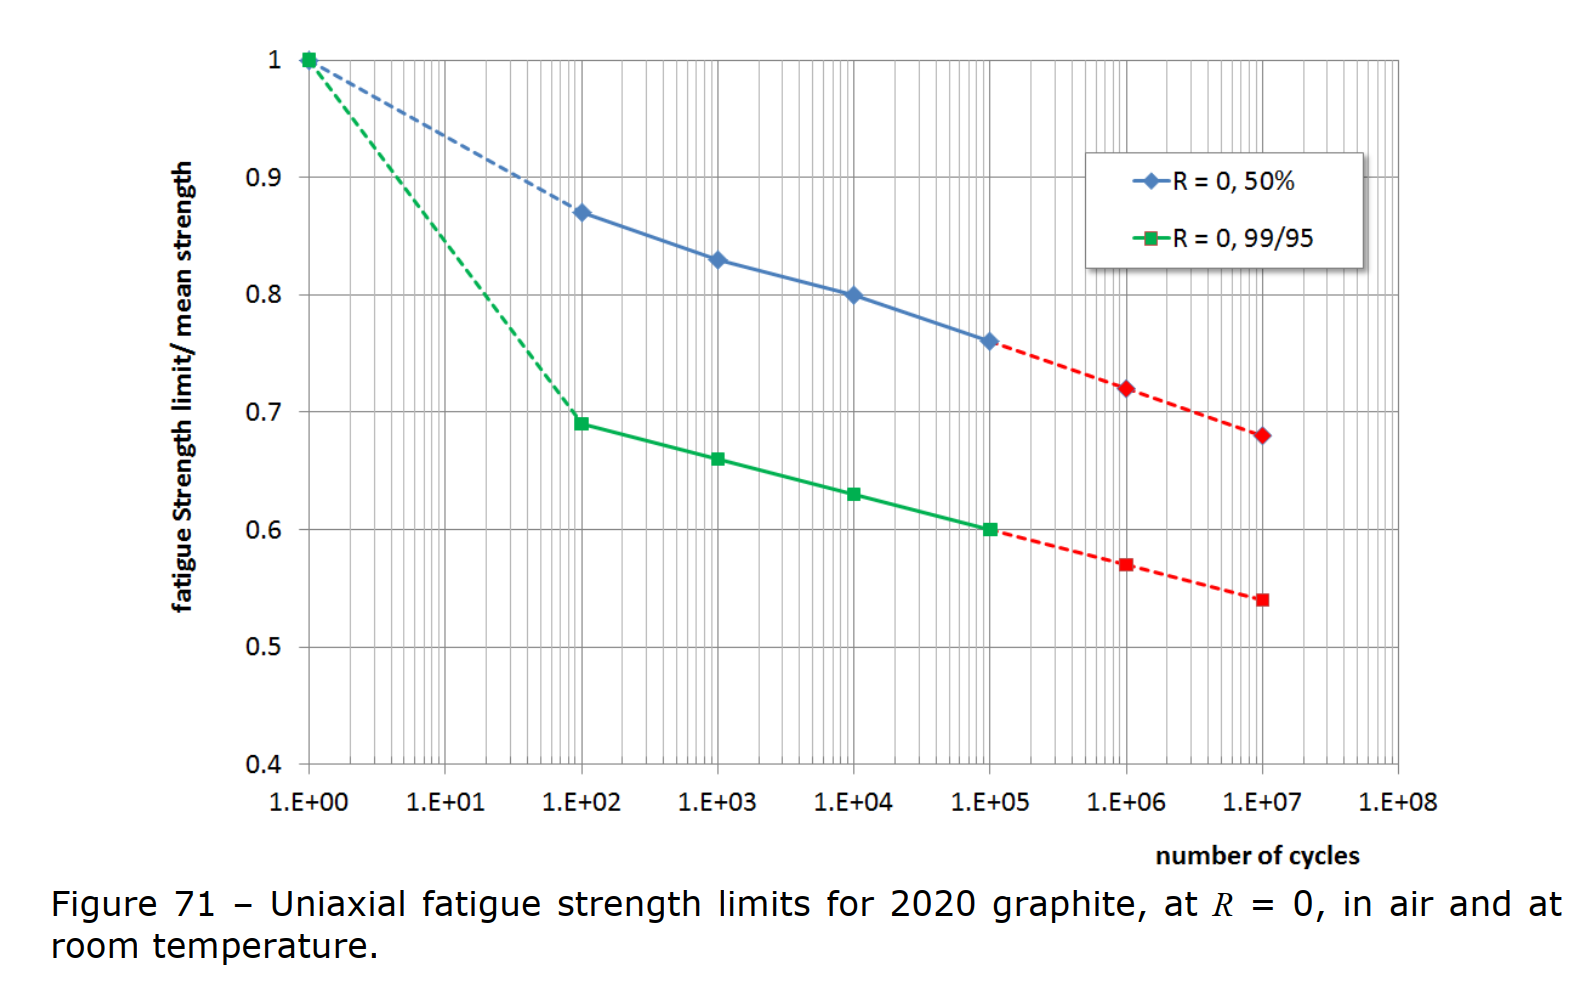 1
0.9
0.8
0.7
0.6
0.5
0.4
fatigue Strength limit/ mean strength
R = 0, 50%
R = 0, 99/95
1.E+00 1.E+01 1.E+02 1.E+03 1.E+04 1.E+05 1.E+06 1.E+07 1.E+08
number of cycles
Figure 71 – Uniaxial fatigue strength limits for 2020 graphite, at R = 0, in air and at
room temperature.